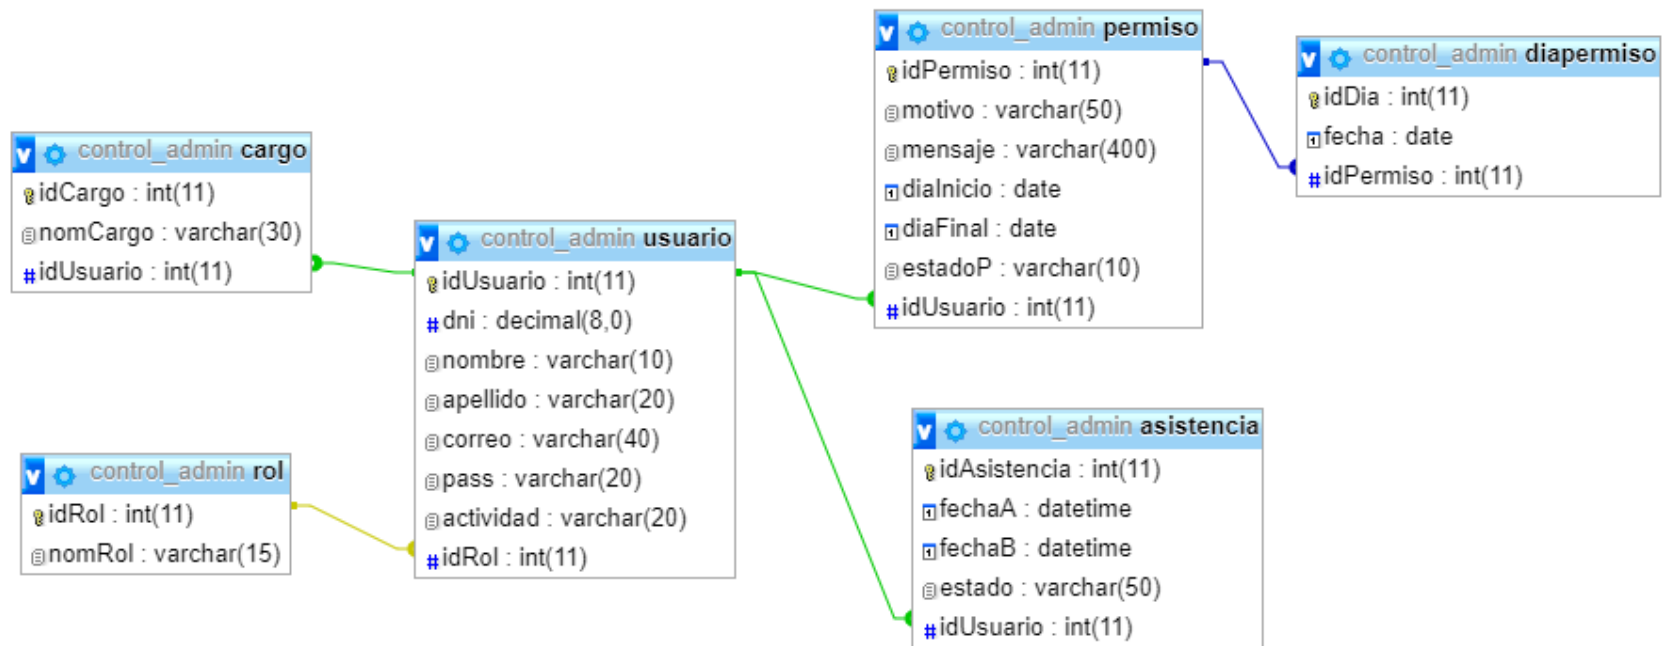 control_admin cargo
idCargo : int(11)
nomCargo : varchar(30)
idUsuario : int(11)
control_admin rol
idRol : int(11)
nomRol : varchar(15)
control_admin usuario
idUsuario : int(11)
dni : decimal(8,0)
nombre : varchar(10)
apellido : varchar(20)
correo : varchar(40)
pass : varchar(20)
actividad : varchar(20)
idRol : int(11)
control_admin permiso
idPermiso : int(11)
motivo : varchar(50)
mensaje : varchar(400)
diaInicio : date
diaFinal : date
estadoP : varchar(10)
idUsuario : int(11)
control_admin asistencia
idAsistencia : int(11)
fechaA : datetime
fechaB : datetime
estado : varchar(50)
idUsuario : int(11)
control_admin diapermiso
idDia : int(11)
fecha : date
idPermiso : int(11)